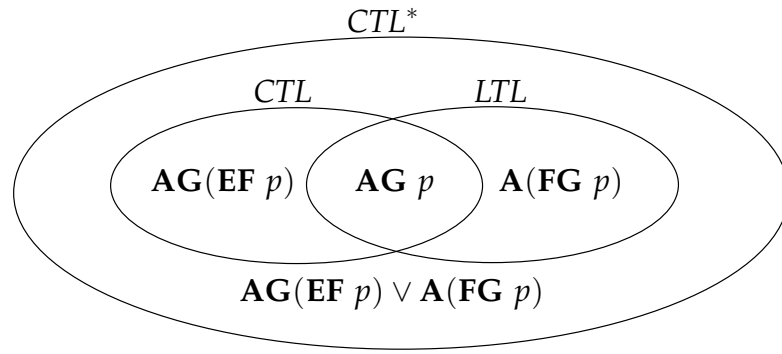 CTL*
CTL LTL
AG(EF p) AG p A(FG p)
AG(EF p) ∨ A(FG p)